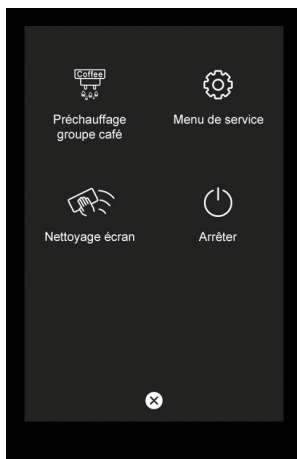 Coffee
Préchauffage
groupe café
Menu de service
Nettoyage écran
Arrêter